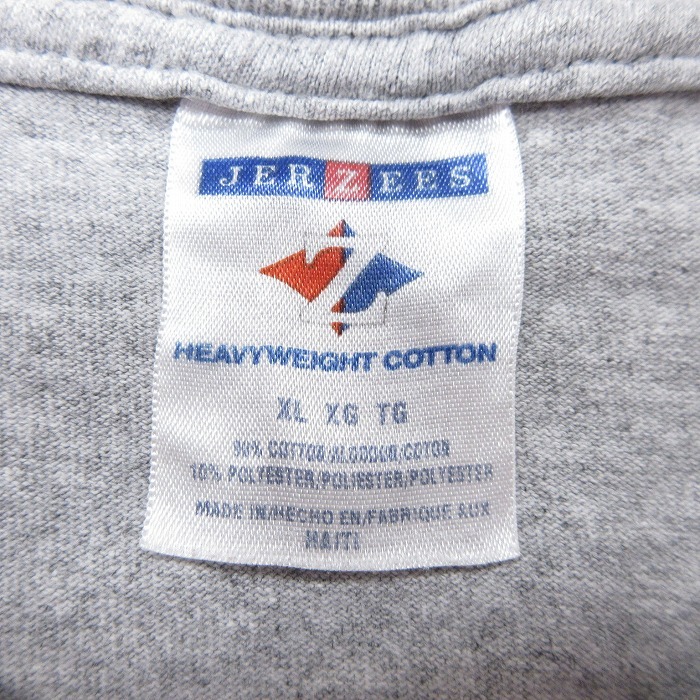 JERZEES
HEAVYWEIGHT COTTON
XL XG TG
90% COTTON/ALGODON/COTON
10% POLYESTER/POLIESTER/POLYESTER
MADE IN/HECHO EN/FABRIQUE AUX
HAITI